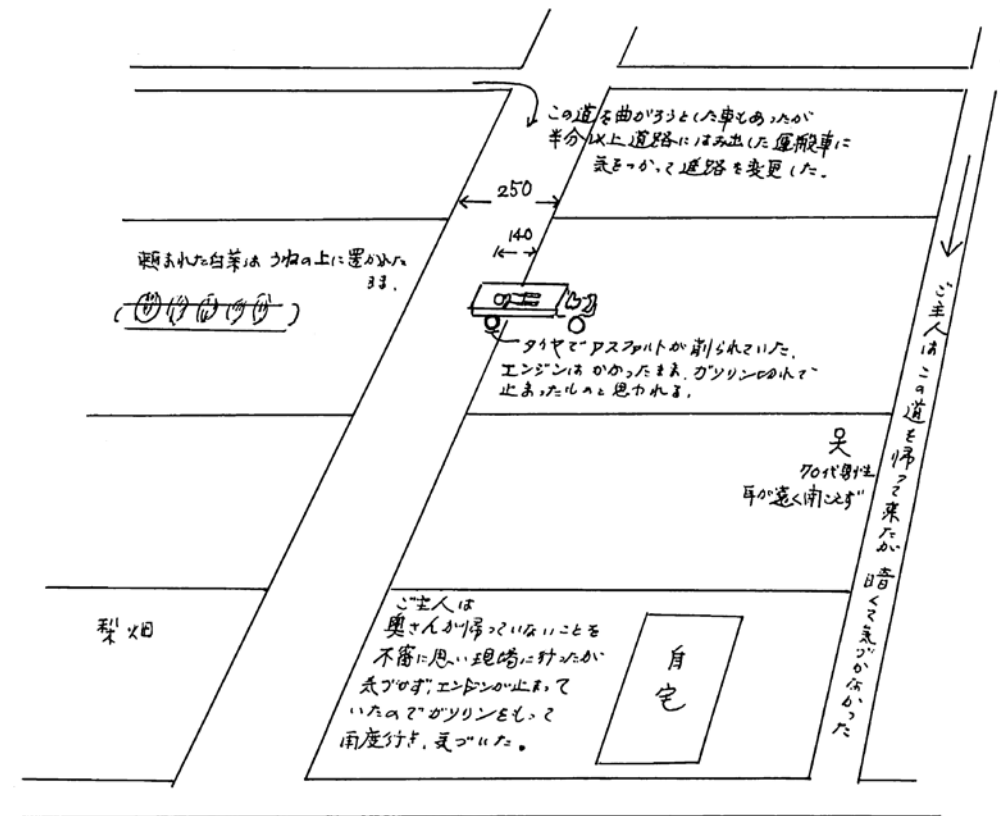 この道を曲がろうとした車もあったが
半分以上道路にはみ出した運搬車に
気をつかって進路を変更した。
250
140
頼まれた白菜は うねの上に置かれた
まま.
タイヤでアスファルトが削られていた.
エンジンは かかったまま. ガソリン切れで
止まったものと思われる.
ご主人はこの道を帰って来たが 暗くて気づかなかった
70代男性
耳が遠く聞こえず
梨畑
ご主人は
奥さんが帰っていないことを
不審に思い現場に行ったが
気づかず, エンジンが止まって
いたのでガソリンをもって
再度行き, 気づいた。
自宅